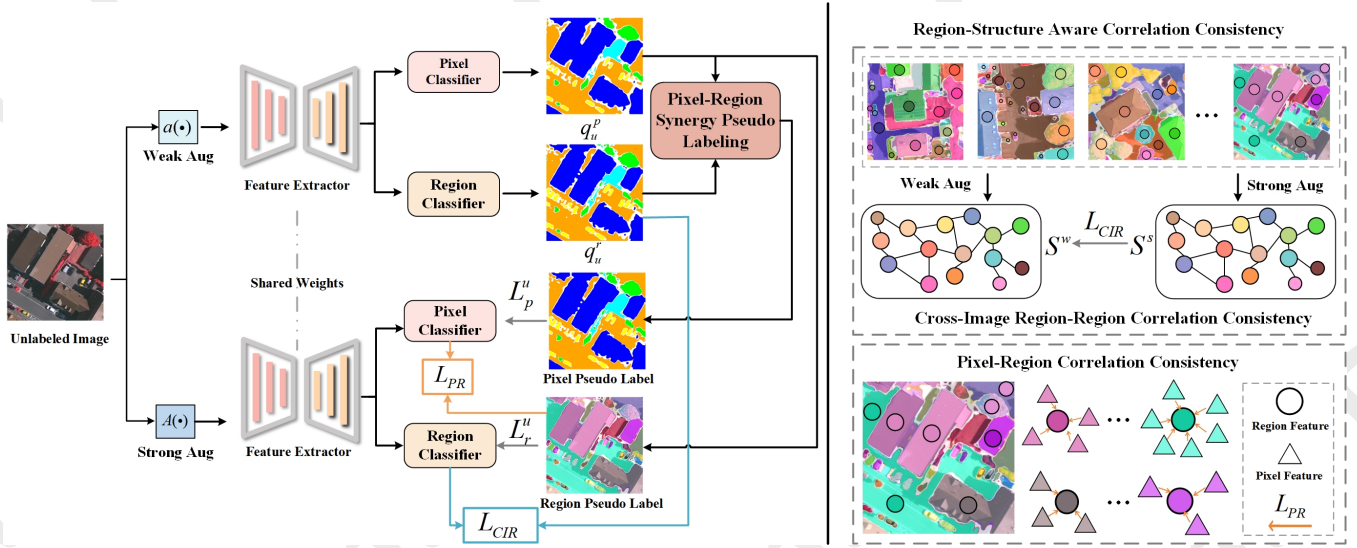 Unlabeled Image
a(•)
Weak Aug
A(•)
Strong Aug
Feature Extractor
Shared Weights
Feature Extractor
Pixel
Classifier
Region
Classifier
q_u^p
q_u^r
Pixel-Region
Synergy Pseudo
Labeling
Pixel
Classifier
L_p^u
Pixel Pseudo Label
L_PR
Region
Classifier
L_r^u
Region Pseudo Label
L_CIR
Region-Structure Aware Correlation Consistency
...
Weak Aug
Strong Aug
S^w
L_CIR
S^s
Cross-Image Region-Region Correlation Consistency
Pixel-Region Correlation Consistency
...
...
Region Feature
Pixel Feature
L_PR